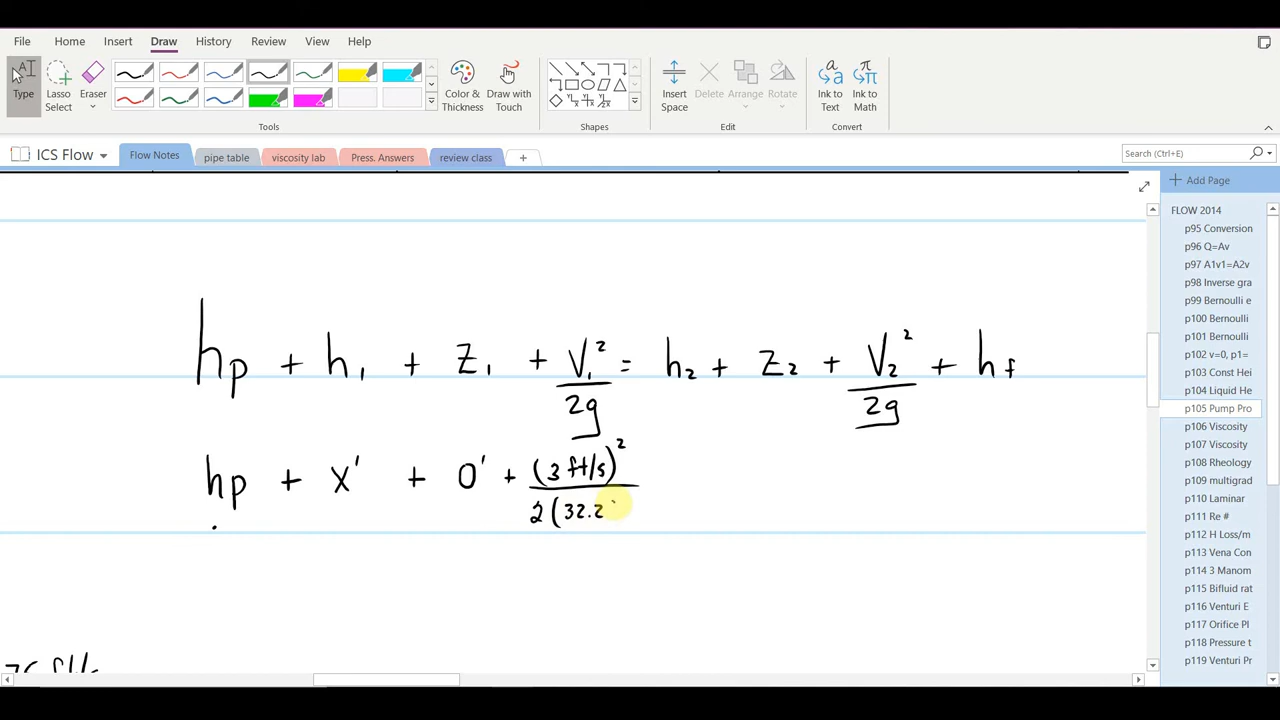 File Home Insert Draw History Review View Help
Type Lasso Select Eraser Color & Thickness Draw with Touch Insert Space Delete Arrange Rotate Ink to Text Ink to Math
Tools Shapes Edit Convert
ICS Flow Flow Notes pipe table viscosity lab Press. Answers review class + Search (Ctrl+E)
+ Add Page
FLOW 2014
p95 Conversion
p96 Q=Av
p97 A1v1=A2v
p98 Inverse gra
p99 Bernoulli e
p100 Bernoulli
p101 Bernoulli
p102 v=0, p1=
p103 Const Hei
p104 Liquid He
p105 Pump Pro
p106 Viscosity
p107 Viscosity
p108 Rheology
p109 multigrad
p110 Laminar
p111 Re #
p112 H Loss/m
p113 Vena Con
p114 3 Manom
p115 Bifluid rat
p116 Venturi E
p117 Orifice Pl
p118 Pressure t
p119 Venturi Pr
hp + h₁ + Z₁ + V₁²/2g = h₂ + Z₂ + V₂²/2g + hf
hp + x' + 0' + (3 ft/s)²/2(32.2